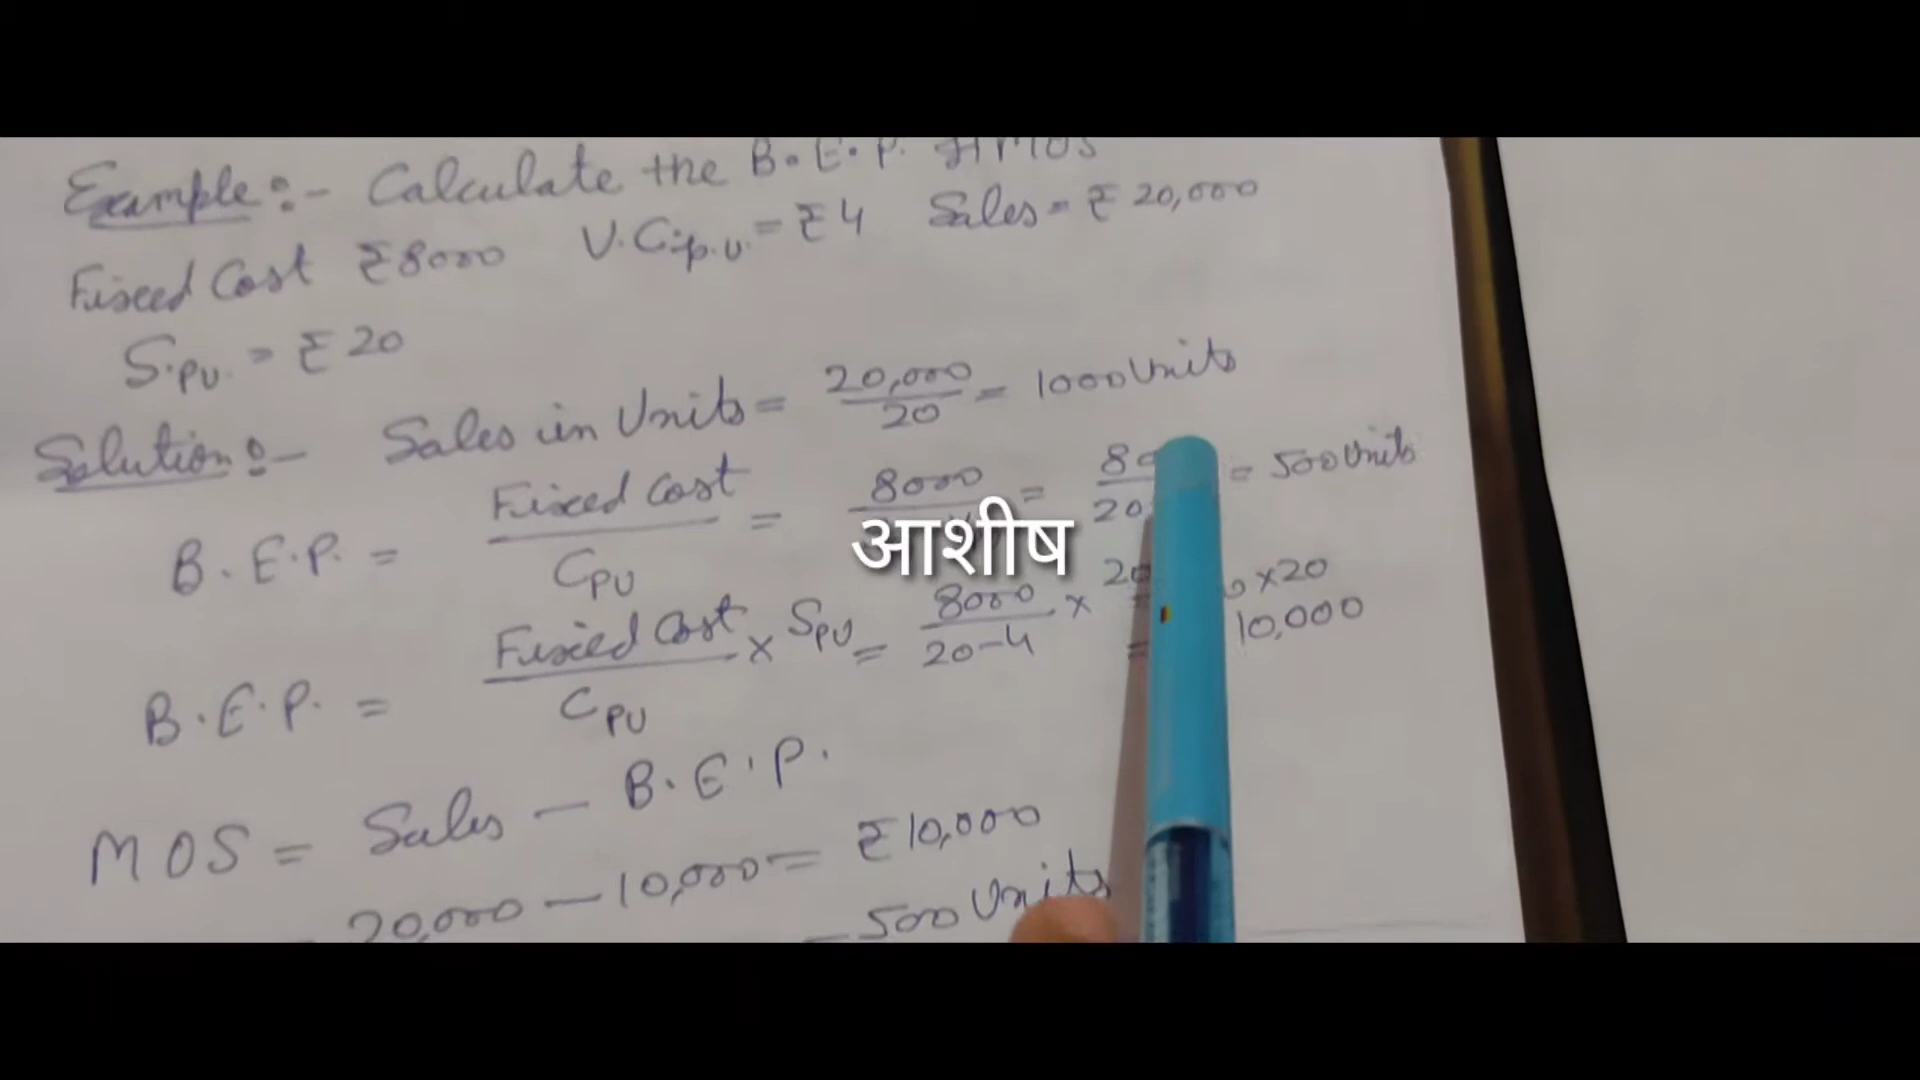 Example:- Calculate the B.E.P. & MOS
Fixed Cost ₹8000 V.C.p.u. = ₹4 Sales = ₹20,000
S.PU. = ₹20
Solution:- Sales in Units = 20,000/20 = 1000 Units
B.E.P. = Fixed Cost/CPU = 8000 = = 500 Units
आशीष
B.E.P. = Fixed Cost/CPU × SPU = 8000/20-4 × ×20
= 10,000
MOS = Sales - B.E.P.
20,000 - 10,000 = ₹10,000
500 Units